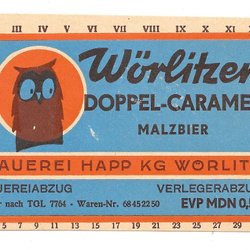 III IV V VI VII VIII IX X XI XII
Wörlitzer
DOPPEL-CARAME
MALZBIER
AUEREI HAPP KG WÖRLIT
UEREIABZUG VERLEGERABZU
r nach TGL 7764 - Waren-Nr. 68452250 EVP MDN 0,